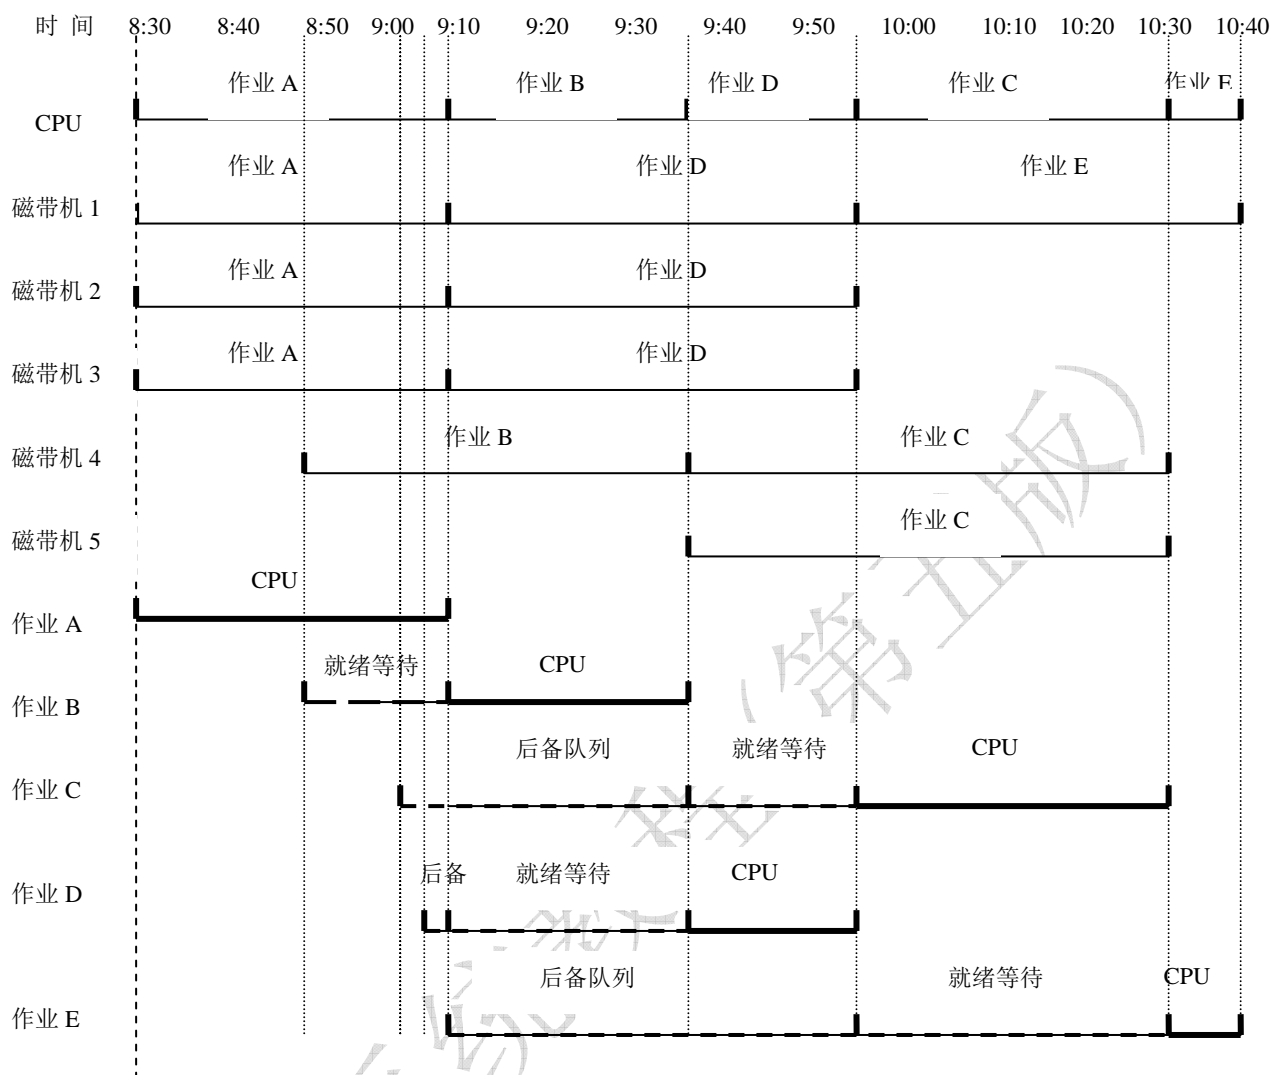 时 间 8:30 8:40 8:50 9:00 9:10 9:20 9:30 9:40 9:50 10:00 10:10 10:20 10:30 10:40
作业 A 作业 B 作业 D 作业 C 作业 E
CPU
作业 A 作业 D 作业 E
磁带机 1
作业 A 作业 D
磁带机 2
作业 A 作业 D
磁带机 3
作业 B 作业 C
磁带机 4
作业 C
磁带机 5
CPU
作业 A
就绪等待 CPU
作业 B
后备队列 就绪等待 CPU
作业 C
后备 就绪等待 CPU
作业 D
后备队列 就绪等待 CPU
作业 E
(第五版)